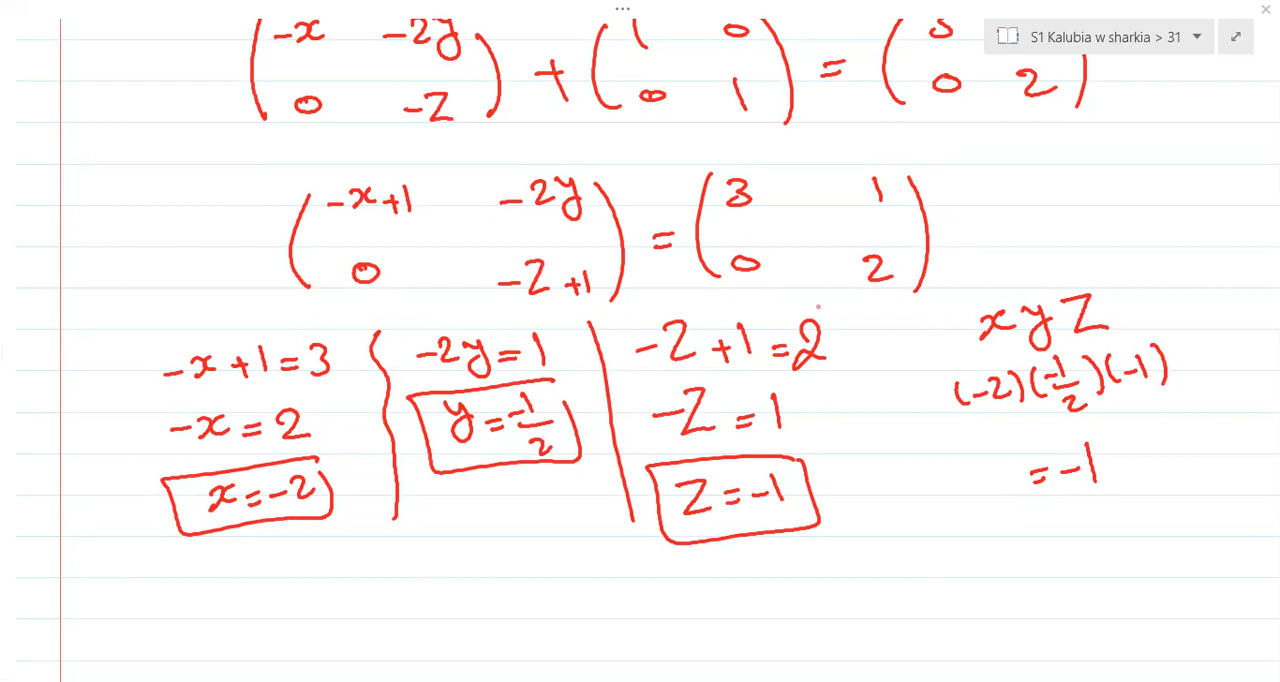 S1 Kalubia w sharkia > 31
-x -2y 1 0 3
+ = 
0 -Z 0 1 0 2
-x+1 -2y 3 1
=
0 -Z+1 0 2
x y Z
-x+1=3 -2y=1 -Z+1=2
(-2)(-1/2)(-1)
-x=2 y=-1/2 -Z=1
=-1
x=-2 Z=-1